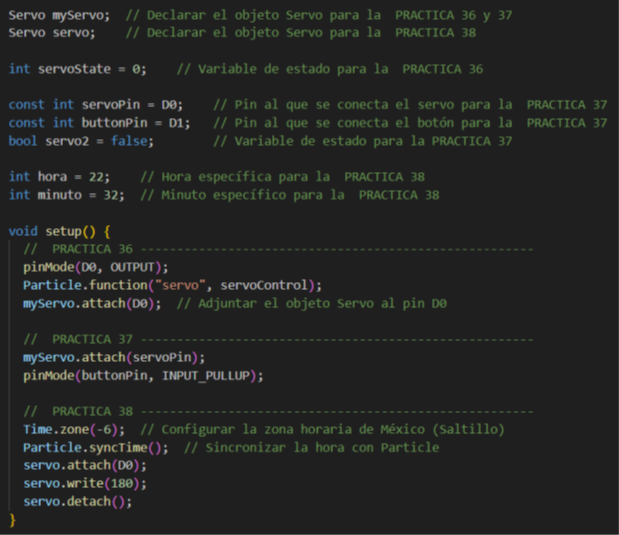 Servo myServo;  // Declarar el objeto Servo para la  PRACTICA 36 y 37
Servo servo;    // Declarar el objeto Servo para la  PRACTICA 38
int servoState = 0;    // Variable de estado para la  PRACTICA 36
const int servoPin = D0;    // Pin al que se conecta el servo para la  PRACTICA 37
const int buttonPin = D1;   // Pin al que se conecta el botón para la  PRACTICA 37
bool servo2 = false;        // Variable de estado para la PRACTICA 37
int hora = 22;    // Hora específica para la  PRACTICA 38
int minuto = 32;  // Minuto específico para la  PRACTICA 38
void setup() {
  //  PRACTICA 36 ------------------------------------------------------
  pinMode(D0, OUTPUT);
  Particle.function("servo", servoControl);
  myServo.attach(D0);  // Adjuntar el objeto Servo al pin D0
  //  PRACTICA 37 ------------------------------------------------------
  myServo.attach(servoPin);
  pinMode(buttonPin, INPUT_PULLUP);
  //  PRACTICA 38 ------------------------------------------------------
  Time.zone(-6);  // Configurar la zona horaria de México (Saltillo)
  Particle.syncTime();  // Sincronizar la hora con Particle
  servo.attach(D0);
  servo.write(180);
  servo.detach();
}